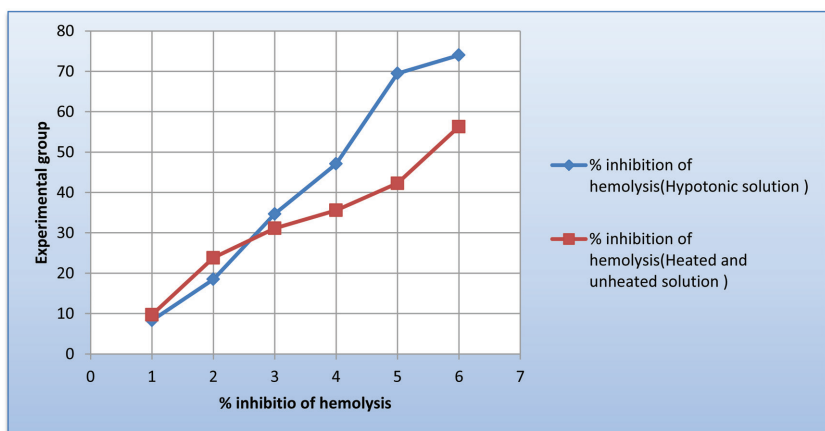 80
70
60
50
40
30
20
10
0
0 1 2 3 4 5 6 7
Experimental group
% inhibitio of hemolysis
% inhibition of
hemolysis(Hypotonic solution )
% inhibition of
hemolysis(Heated and
unheated solution )